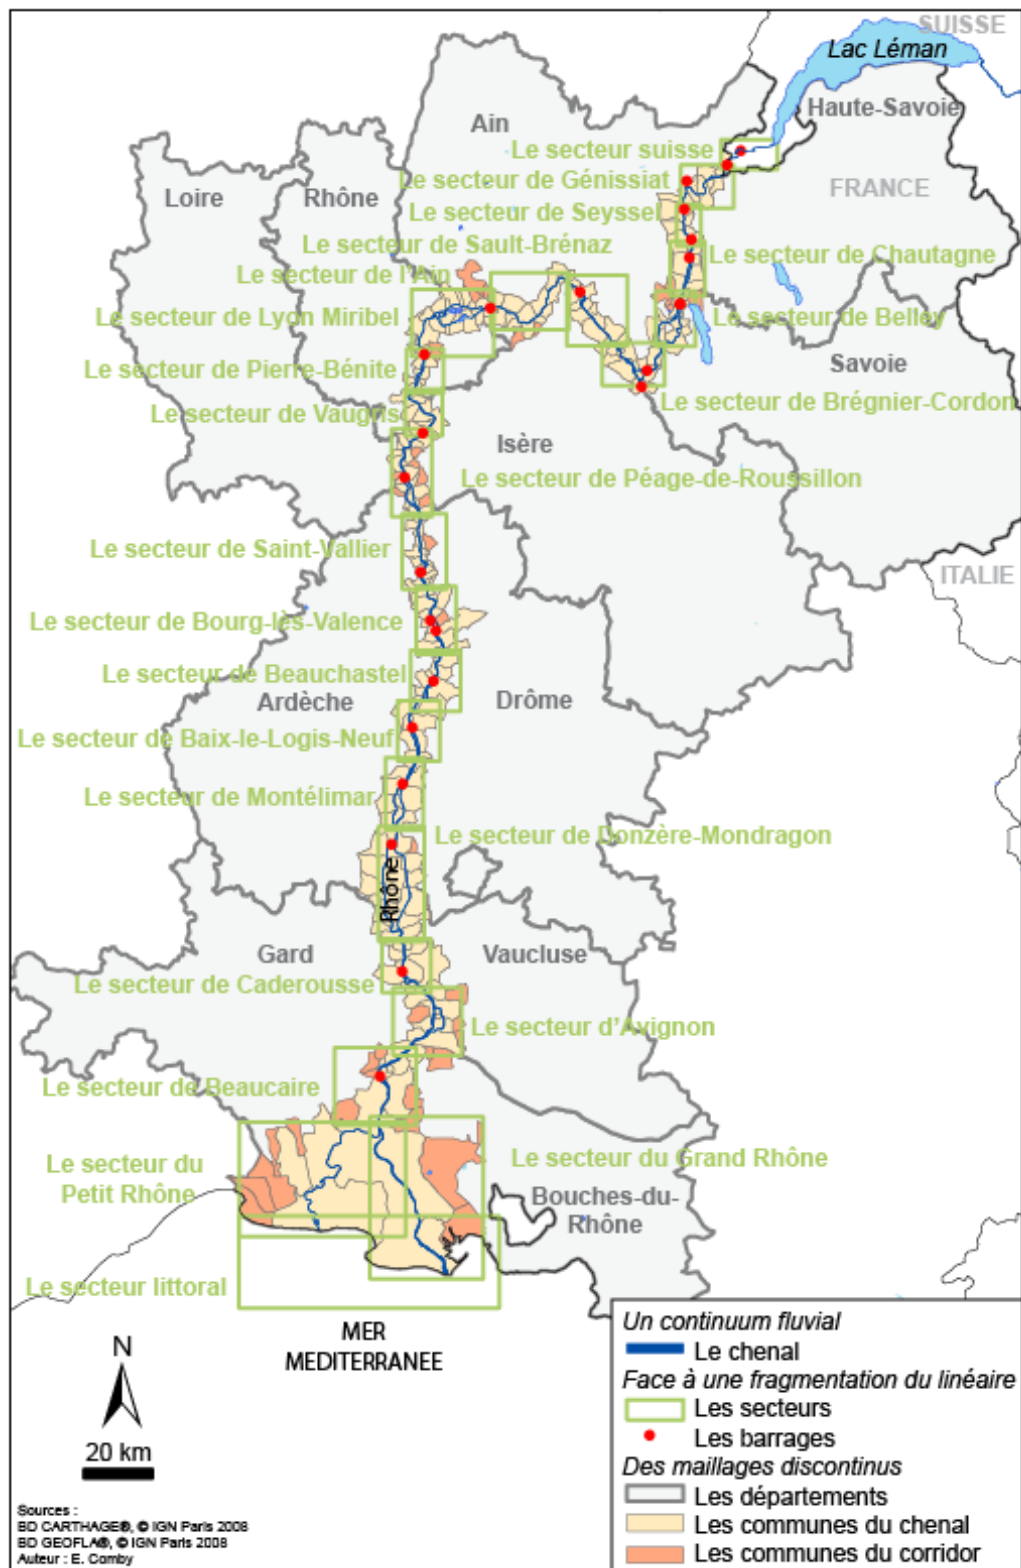 SUISSE
Lac Léman
Haute-Savoie
Ain
Le secteur suisse
Loire
Rhône
Le secteur de Génissiat
FRANCE
Le secteur de Seyssel
Le secteur de Sault-Brénaz
Le secteur de Chautagne
Le secteur de l'Ain
Le secteur de Lyon Miribel
Le secteur de Belley
Le secteur de Pierre-Bénite
Savoie
Le secteur de Brégnier-Cordon
Le secteur de Vaugris
Isère
Le secteur de Péage-de-Roussillon
Le secteur de Saint-Vallier
ITALIE
Le secteur de Bourg-lès-Valence
Le secteur de Beauchastel
Ardèche
Drôme
Le secteur de Baix-le-Logis-Neuf
Le secteur de Montélimar
Le secteur de Donzère-Mondragon
Rhône
Gard
Vaucluse
Le secteur de Caderousse
Le secteur d'Avignon
Le secteur de Beaucaire
Le secteur du Grand Rhône
Le secteur du
Petit Rhône
Bouches-du-
Rhône
Le secteur littoral
MER
MEDITERRANEE
N
20 km
Un continuum fluvial
Le chenal
Face à une fragmentation du linéaire
Les secteurs
Les barrages
Des maillages discontinus
Les départements
Les communes du chenal
Les communes du corridor
Sources :
BD CARTHAGE®, © IGN Paris 2008
BD GEOFLA®, © IGN Paris 2008
Auteur : E. Comby